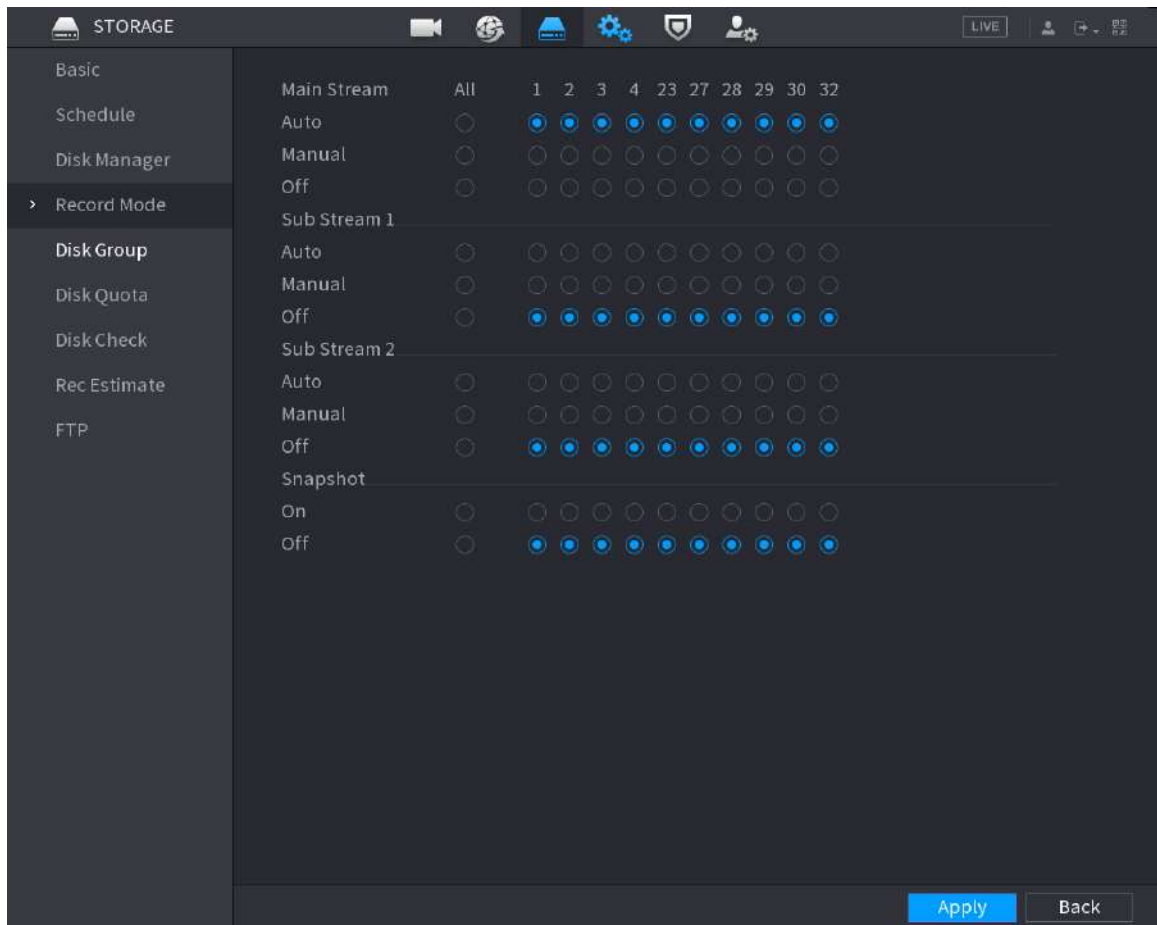 STORAGE LIVE
Basic
Schedule
Disk Manager
Record Mode
Disk Group
Disk Quota
Disk Check
Rec Estimate
FTP
Main Stream All 1 2 3 4 23 27 28 29 30 32
Auto
Manual
Off
Sub Stream 1
Auto
Manual
Off
Sub Stream 2
Auto
Manual
Off
Snapshot
On
Off
Apply Back